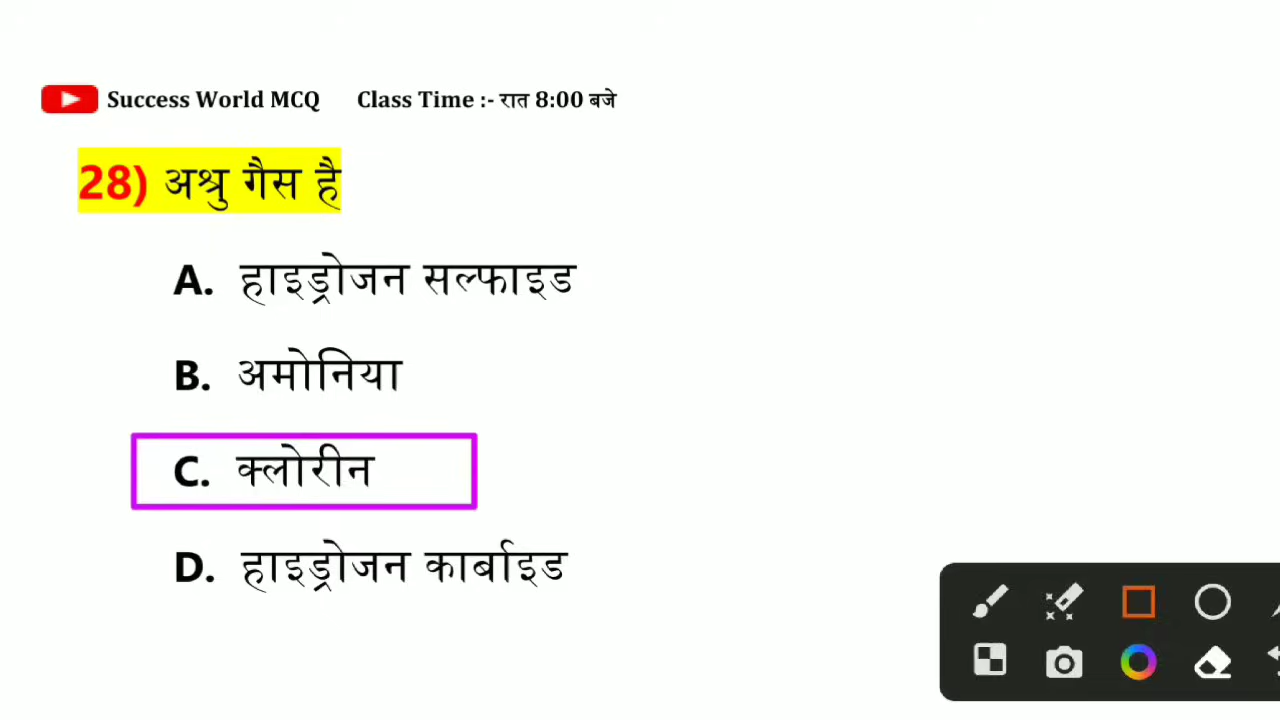 Success World MCQ Class Time :- रात 8:00 बजे
28) अश्रु गैस है
A. हाइड्रोजन सल्फाइड
B. अमोनिया
C. क्लोरीन
D. हाइड्रोजन कार्बाइड